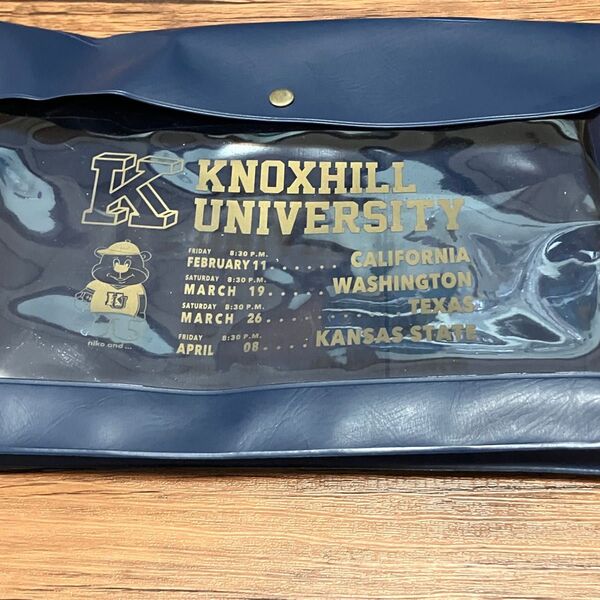 K KNOXHILL
UNIVERSITY
FRIDAY 8:30 P.M.
FEBRUARY 11 ...... CALIFORNIA
SATURDAY 8:30 P.M.
MARCH 19 ...... WASHINGTON
SATURDAY 8:30 P.M.
MARCH 26 ...... TEXAS
FRIDAY 8:30 P.M.
APRIL 08 ...... KANSAS STATE
K
niko and ...